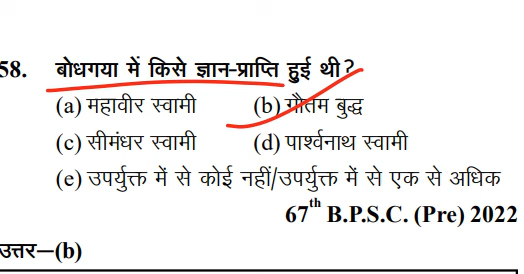 58. बोधगया में किसे ज्ञान-प्राप्ति हुई थी?
(a) महावीर स्वामी (b) गौतम बुद्ध
(c) सीमंधर स्वामी (d) पार्श्वनाथ स्वामी
(e) उपर्युक्त में से कोई नहीं/उपर्युक्त में से एक से अधिक
67th B.P.S.C. (Pre) 2022
उत्तर—(b)